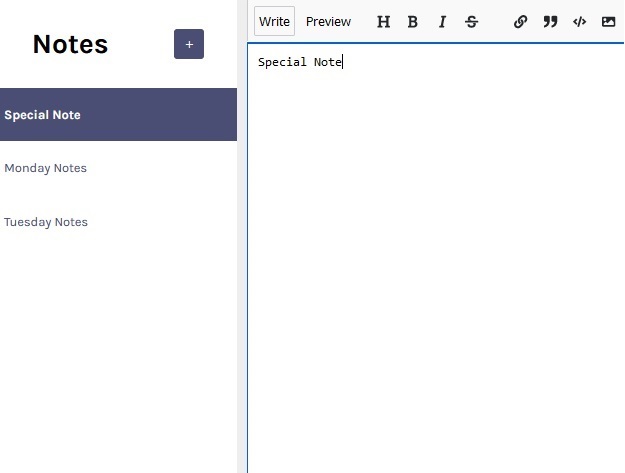 Notes
+
Special Note
Monday Notes
Tuesday Notes
Write Preview H B I S
Special Note